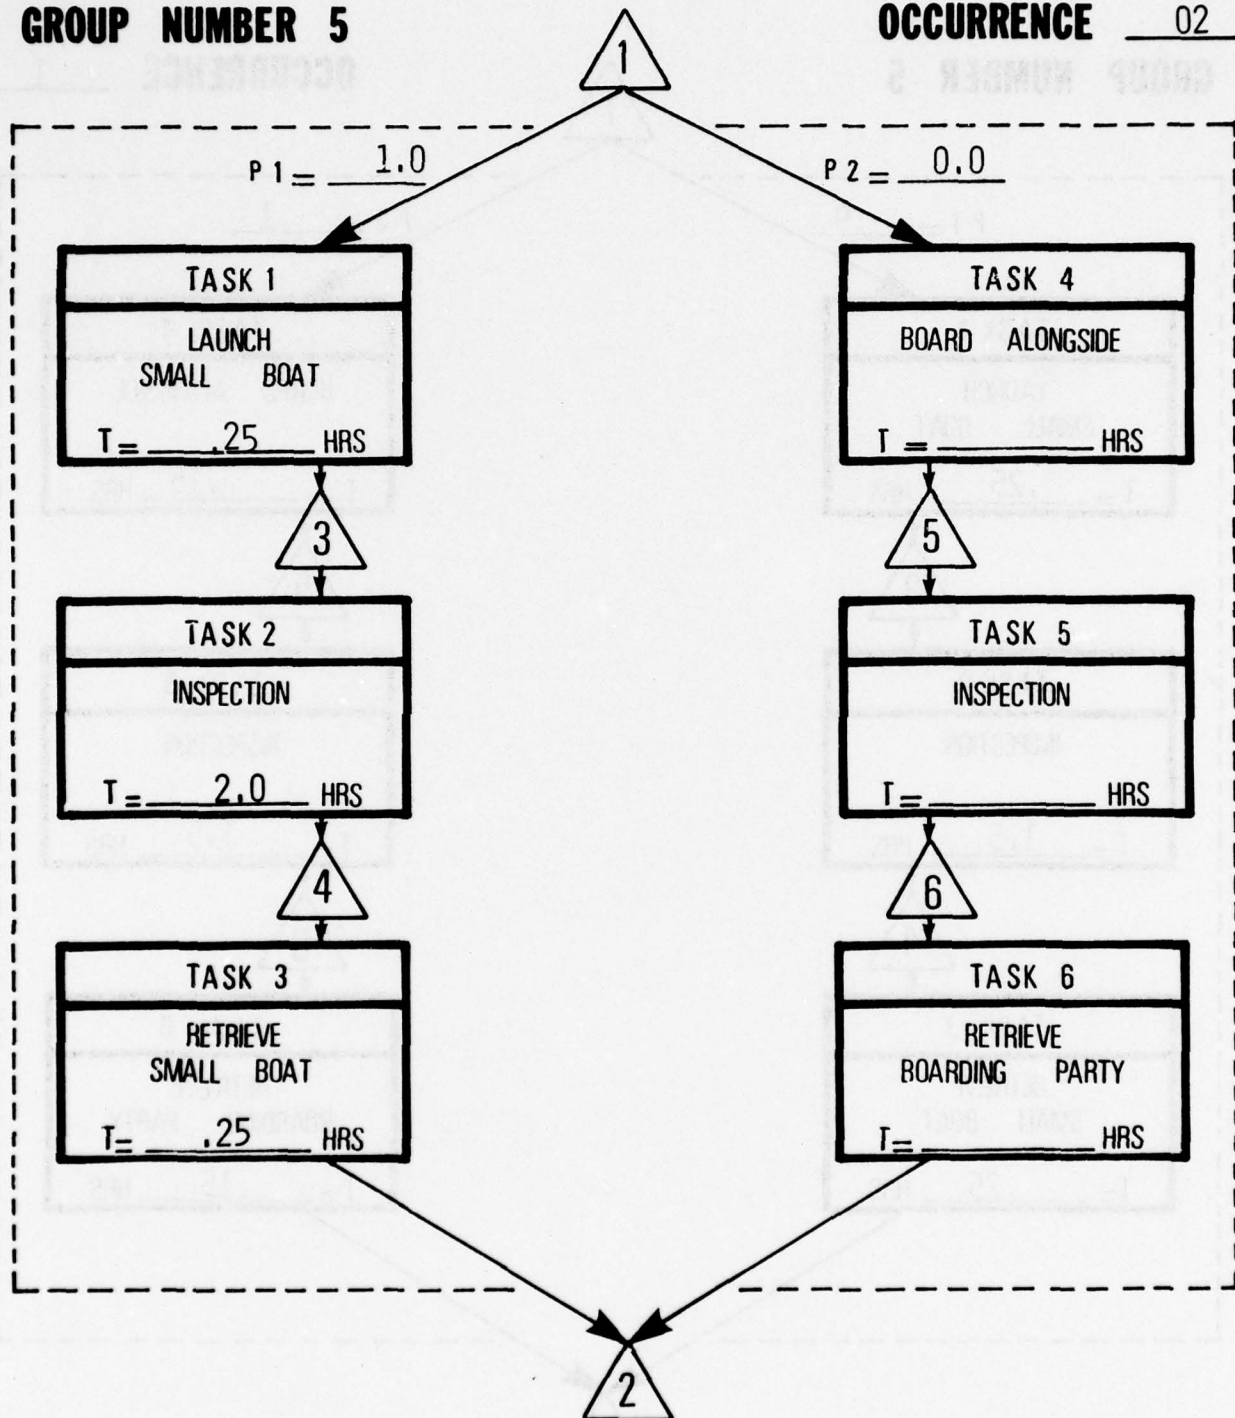 GROUP NUMBER 5
OCCURRENCE 02
1
P 1 = 1.0
P 2 = 0.0
TASK 1
LAUNCH
SMALL BOAT
T = .25 HRS
3
TASK 2
INSPECTION
T = 2.0 HRS
4
TASK 3
RETRIEVE
SMALL BOAT
T = .25 HRS
TASK 4
BOARD ALONGSIDE
T = HRS
5
TASK 5
INSPECTION
T = HRS
6
TASK 6
RETRIEVE
BOARDING PARTY
T = HRS
2